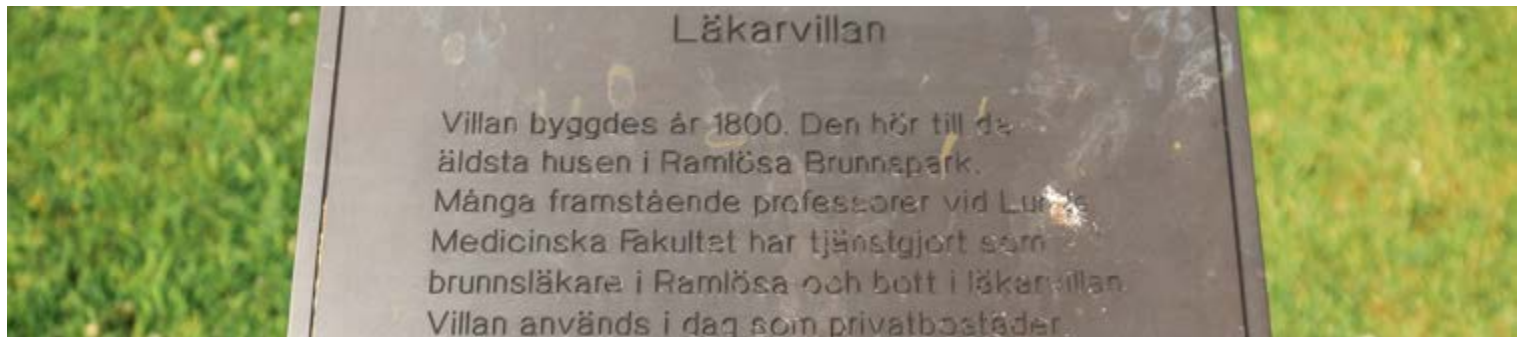 Läkarvillan
Villan byggdes år 1800. Den hör till de
äldsta husen i Ramlösa Brunnspark.
Många framstående professorer vid Lunds
Medicinska Fakultet har tjänstgjort som
brunnsläkare i Ramlösa och bott i läkarvillan.
Villan används i dag som privatbostäder